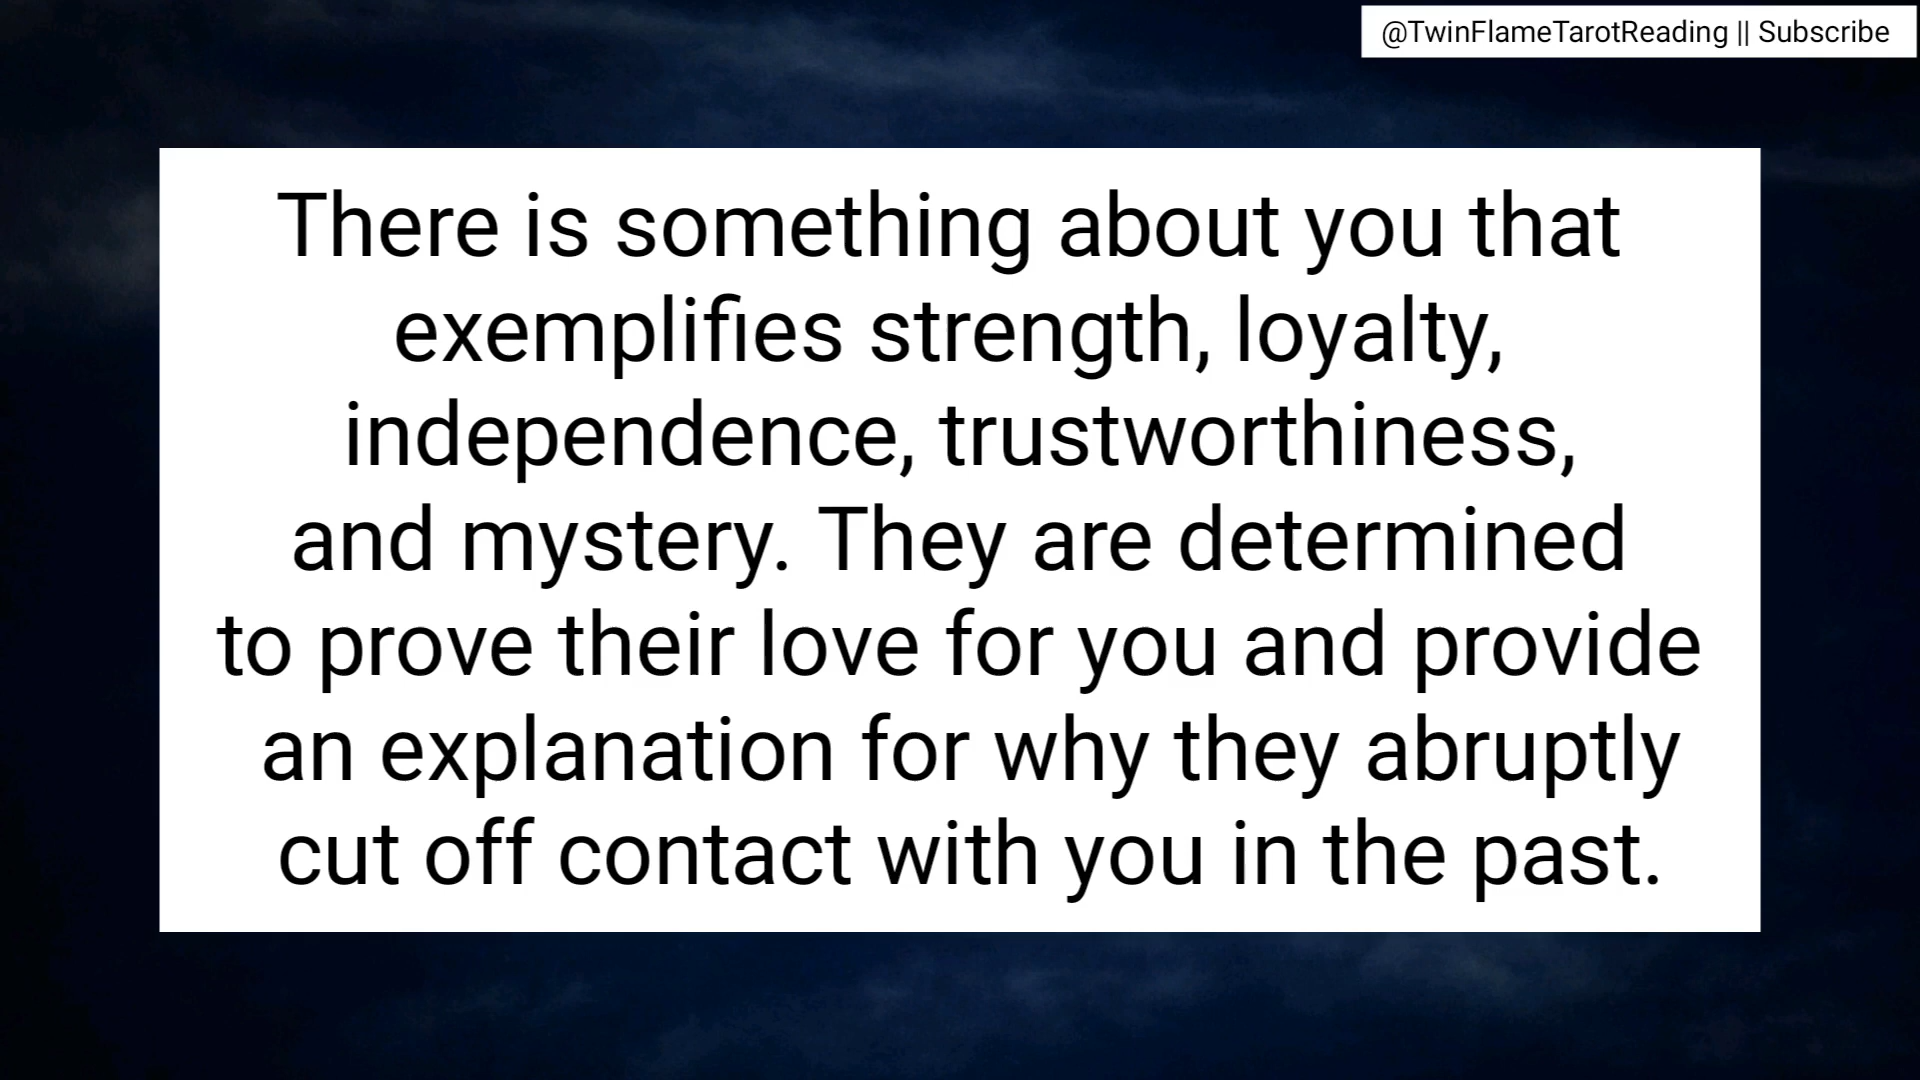 @TwinFlameTarotReading || Subscribe
There is something about you that
exemplifies strength, loyalty,
independence, trustworthiness,
and mystery. They are determined
to prove their love for you and provide
an explanation for why they abruptly
cut off contact with you in the past.